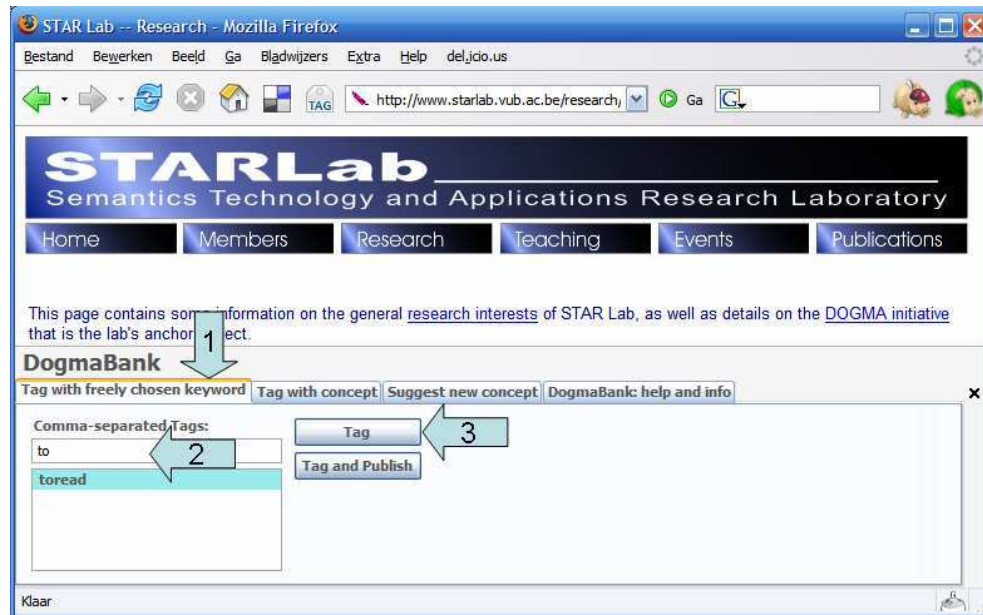 STAR Lab -- Research - Mozilla Firefox
Bestand Bewerken Beeld Ga Bladwijzers Extra Help del.icio.us
TAG http://www.starlab.vub.ac.be/research/ Ga G
STARLab
Semantics Technology and Applications Research Laboratory
Home Members Research Teaching Events Publications
This page contains some information on the general research interests of STAR Lab, as well as details on the DOGMA initiative
that is the lab's anchor
1
DogmaBank
Tag with freely chosen keyword Tag with concept Suggest new concept DogmaBank: help and info x
Comma-separated Tags:
Tag
3
to
2
Tag and Publish
toread
Klaar